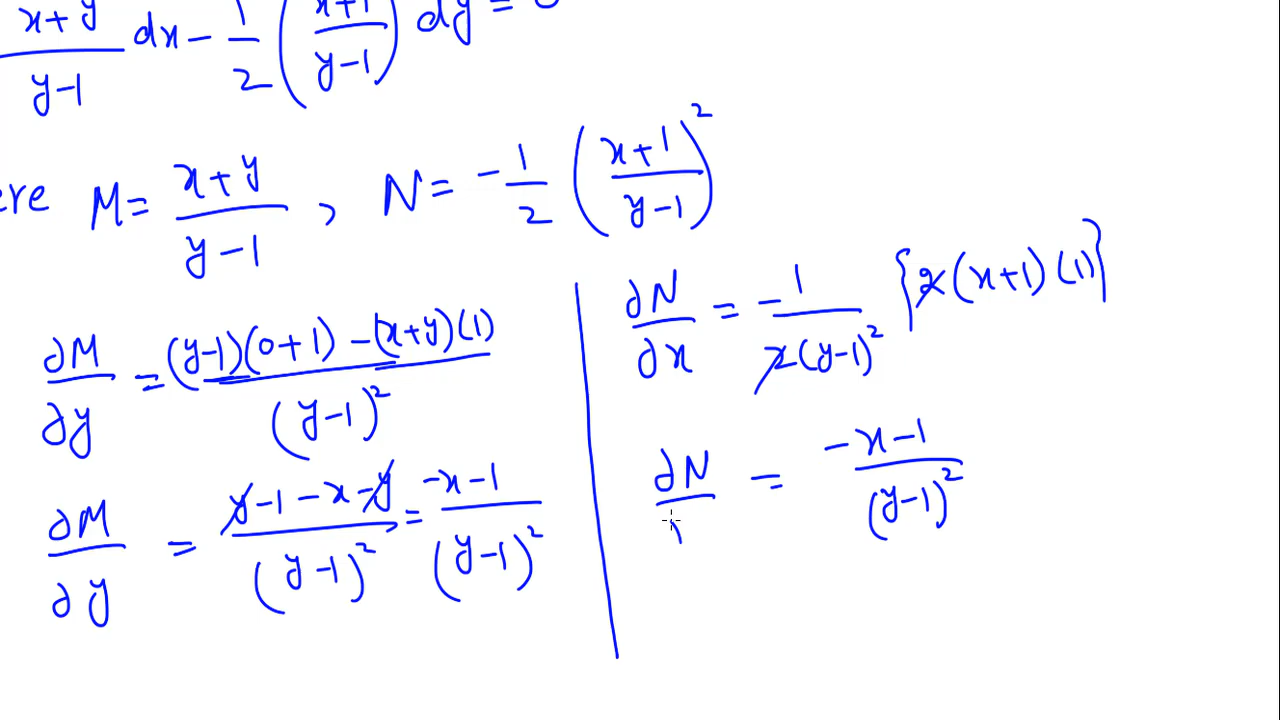 x+y/y-1 dx - 1/2 (x+1/y-1) dy = 0
ere M = x+y/y-1 , N = -1/2 (x+1/y-1)^2
∂M/∂y = (y-1)(0+1) - (x+y)(1)/(y-1)^2
∂M/∂y = y-1-x-y/(y-1)^2 = -x-1/(y-1)^2
∂N/∂x = -1/2(y-1)^2 {2(x+1)(1)}
∂N/ = -x-1/(y-1)^2